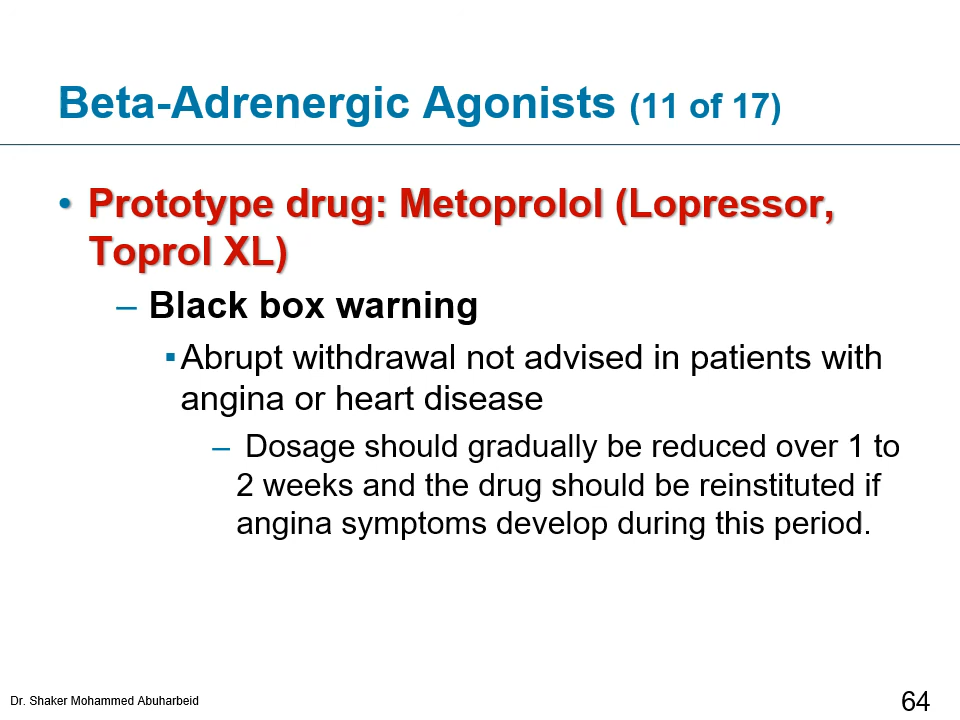 Beta-Adrenergic Agonists (11 of 17)
• Prototype drug: Metoprolol (Lopressor,
Toprol XL)
– Black box warning
▪ Abrupt withdrawal not advised in patients with
angina or heart disease
– Dosage should gradually be reduced over 1 to
2 weeks and the drug should be reinstituted if
angina symptoms develop during this period.
Dr. Shaker Mohammed Abuharbeid
64